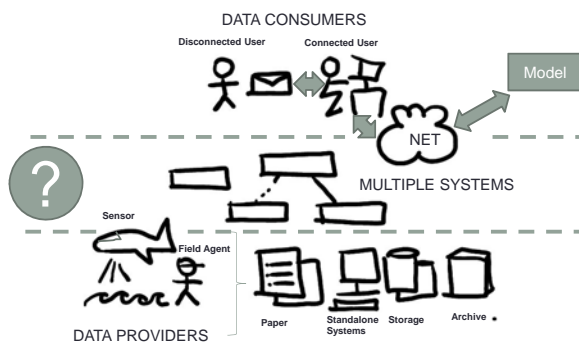 DATA CONSUMERS
Disconnected User
Connected User
Model
NET
?
MULTIPLE SYSTEMS
Sensor
Field Agent
Paper
Standalone
Systems
Storage
Archive
DATA PROVIDERS